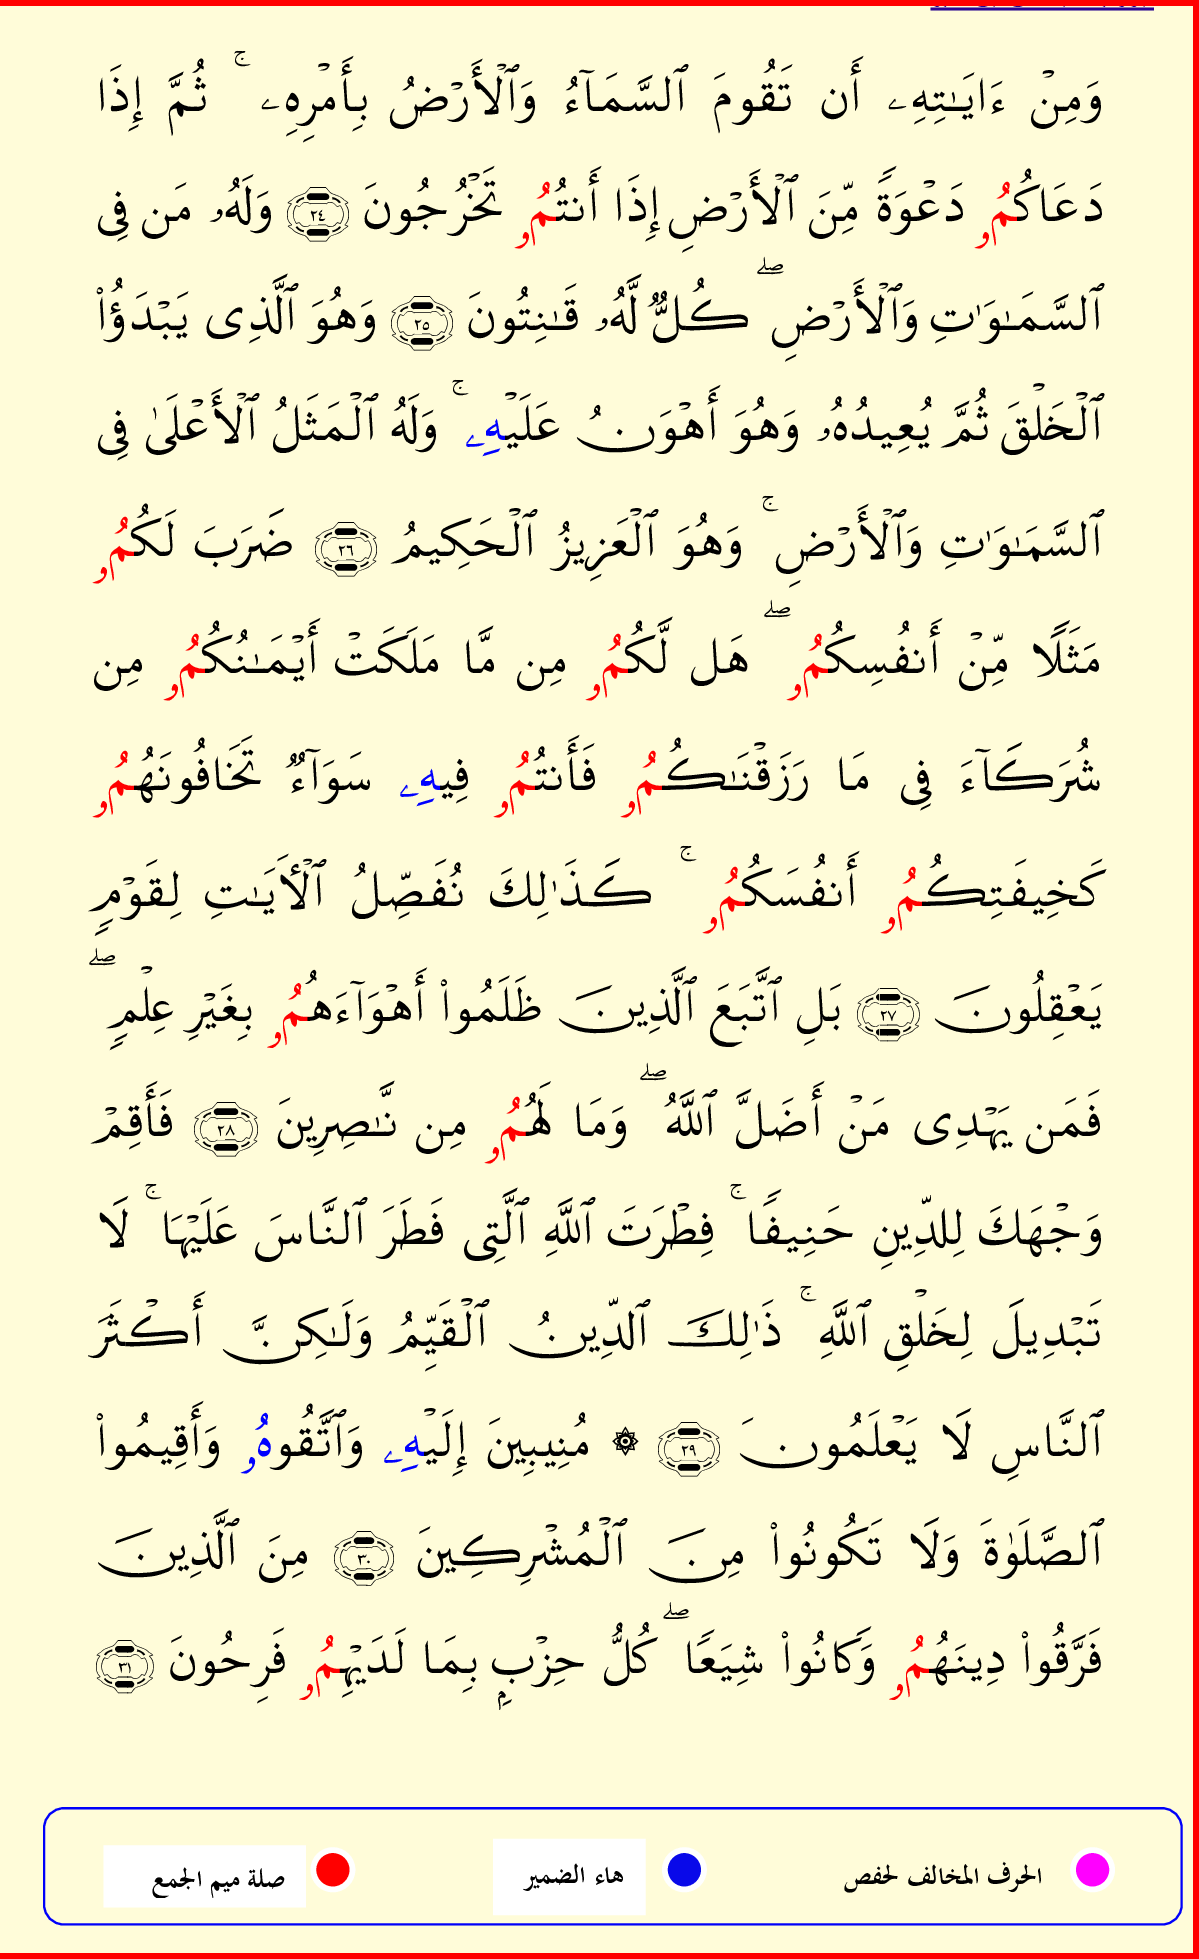 وَمِنْ ءَايَـٰتِهِۦ أَن تَقُومَ ٱلسَّمَآءُ وَٱلْأَرْضُ بِأَمْرِهِۦ ۚ ثُمَّ إِذَا
دَعَاكُمُۥ دَعْوَةً مِّنَ ٱلْأَرْضِ إِذَا أَنتُمُۥ تَخْرُجُونَ ٢٤ وَلَهُۥ مَن فِى
ٱلسَّمَـٰوَٰتِ وَٱلْأَرْضِ ۖ كُلٌّ لَّهُۥ قَـٰنِتُونَ ٢٥ وَهُوَ ٱلَّذِى يَبْدَؤُا۟
ٱلْخَلْقَ ثُمَّ يُعِيدُهُۥ وَهُوَ أَهْوَنُ عَلَيْهِۦ ۚ وَلَهُ ٱلْمَثَلُ ٱلْأَعْلَىٰ فِى
ٱلسَّمَـٰوَٰتِ وَٱلْأَرْضِ ۚ وَهُوَ ٱلْعَزِيزُ ٱلْحَكِيمُ ٢٦ ضَرَبَ لَكُمُۥ
مَثَلًا مِّنْ أَنفُسِكُمُۥ ۖ هَل لَّكُمُۥ مِن مَّا مَلَكَتْ أَيْمَـٰنُكُمُۥ مِن
شُرَكَآءَ فِى مَا رَزَقْنَـٰكُمُۥ فَأَنتُمُۥ فِيهِۦ سَوَآءٌ تَخَافُونَهُمُۥ
كَخِيفَتِكُمُۥ أَنفُسَكُمُۥ ۚ كَذَٰلِكَ نُفَصِّلُ ٱلْأَيَـٰتِ لِقَوْمٍ
يَعْقِلُونَ ٢٧ بَلِ ٱتَّبَعَ ٱلَّذِينَ ظَلَمُوا۟ أَهْوَآءَهُمُۥ بِغَيْرِ عِلْمٍ ۖ
فَمَن يَهْدِى مَنْ أَضَلَّ ٱللَّهُ ۖ وَمَا لَهُمُۥ مِن نَّـٰصِرِينَ ٢٨ فَأَقِمْ
وَجْهَكَ لِلدِّينِ حَنِيفًا ۚ فِطْرَتَ ٱللَّهِ ٱلَّتِى فَطَرَ ٱلنَّاسَ عَلَيْهَا ۚ لَا
تَبْدِيلَ لِخَلْقِ ٱللَّهِ ۚ ذَٰلِكَ ٱلدِّينُ ٱلْقَيِّمُ وَلَـٰكِنَّ أَكْثَرَ
ٱلنَّاسِ لَا يَعْلَمُونَ ٢٩ ۞ مُنِيبِينَ إِلَيْهِۦ وَٱتَّقُوهُۥ وَأَقِيمُوا۟
ٱلصَّلَوٰةَ وَلَا تَكُونُوا۟ مِنَ ٱلْمُشْرِكِينَ ٣٠ مِنَ ٱلَّذِينَ
فَرَّقُوا۟ دِينَهُمُۥ وَكَانُوا۟ شِيَعًا ۖ كُلُّ حِزْبٍۭ بِمَا لَدَيْهِمُۥ فَرِحُونَ ٣١
الحرف المخالف لحفص هاء الضمير صلة ميم الجمع